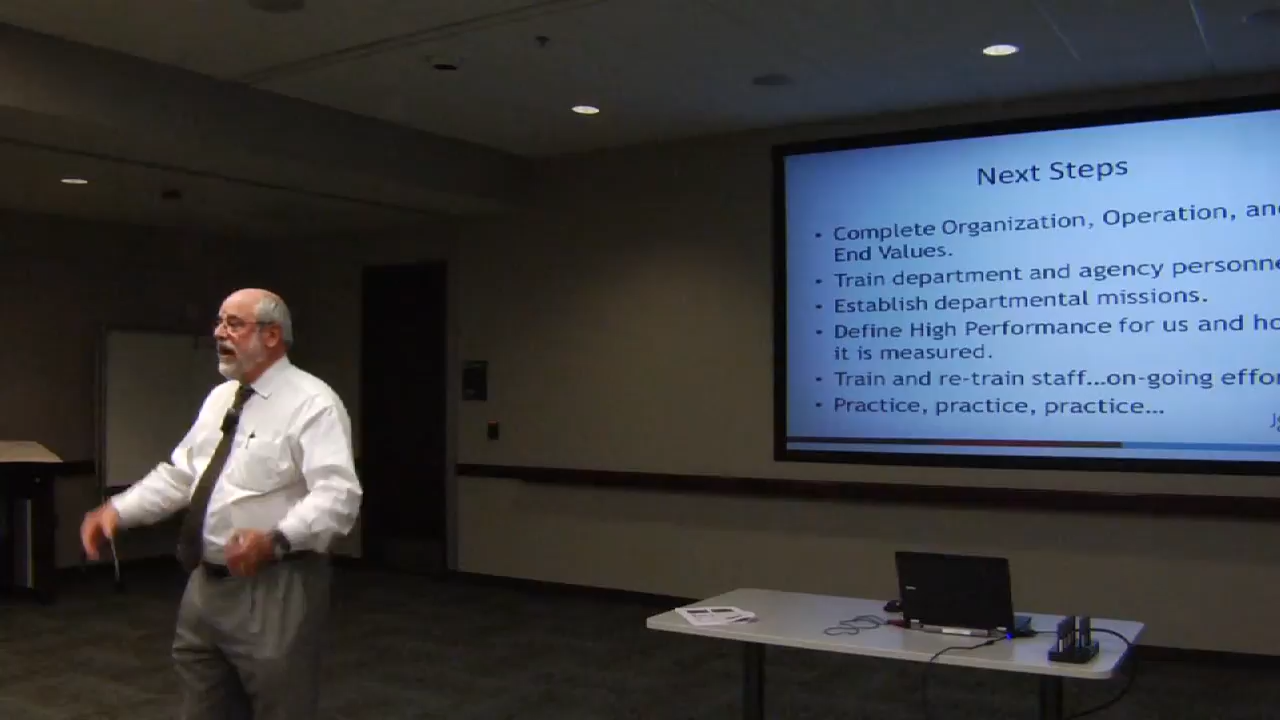 Next Steps
• Complete Organization, Operation, and
End Values.
• Train department and agency personne
• Establish departmental missions.
• Define High Performance for us and ho
it is measured.
• Train and re-train staff...on-going effor
• Practice, practice, practice...